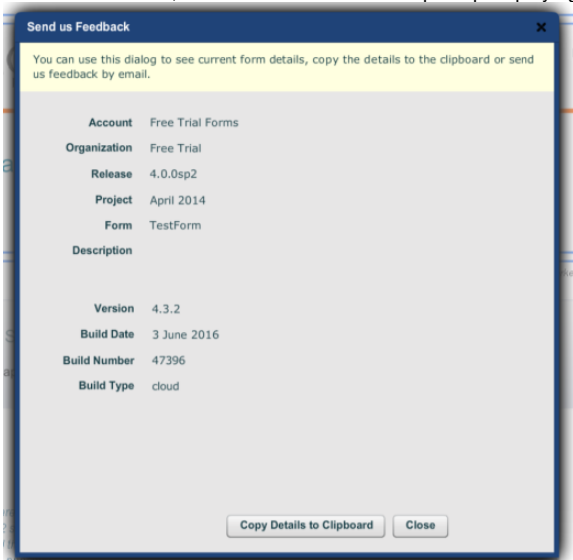 Send us Feedback
You can use this dialog to see current form details, copy the details to the clipboard or send
us feedback by email.
Account Free Trial Forms
Organization Free Trial
Release 4.0.0sp2
Project April 2014
Form TestForm
Description
Version 4.3.2
Build Date 3 June 2016
Build Number 47396
Build Type cloud
Copy Details to Clipboard Close